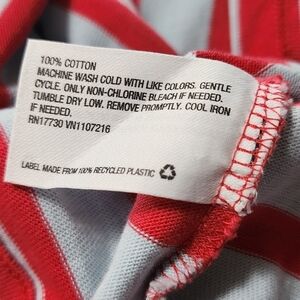 100% COTTON
MACHINE WASH COLD WITH LIKE COLORS. GENTLE
CYCLE. ONLY NON-CHLORINE BLEACH IF NEEDED.
TUMBLE DRY LOW. REMOVE PROMPTLY. COOL IRON
IF NEEDED.
RN17730 VN1107216
LABEL MADE FROM 100% RECYCLED PLASTIC